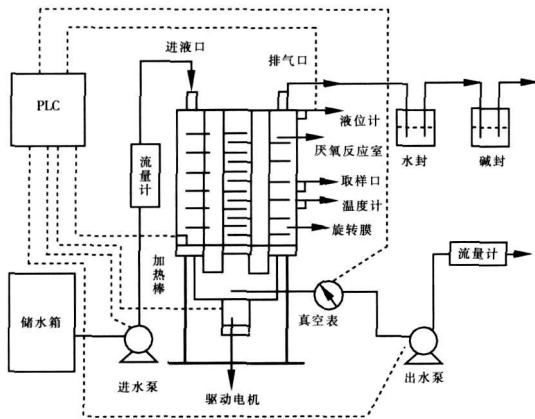 进液口
排气口
PLC
液位计
水封
碱封
厌氧反应室
流量计
取样口
温度计
旋转膜
加热棒
流量计
储水箱
真空表
进水泵
出水泵
驱动电机